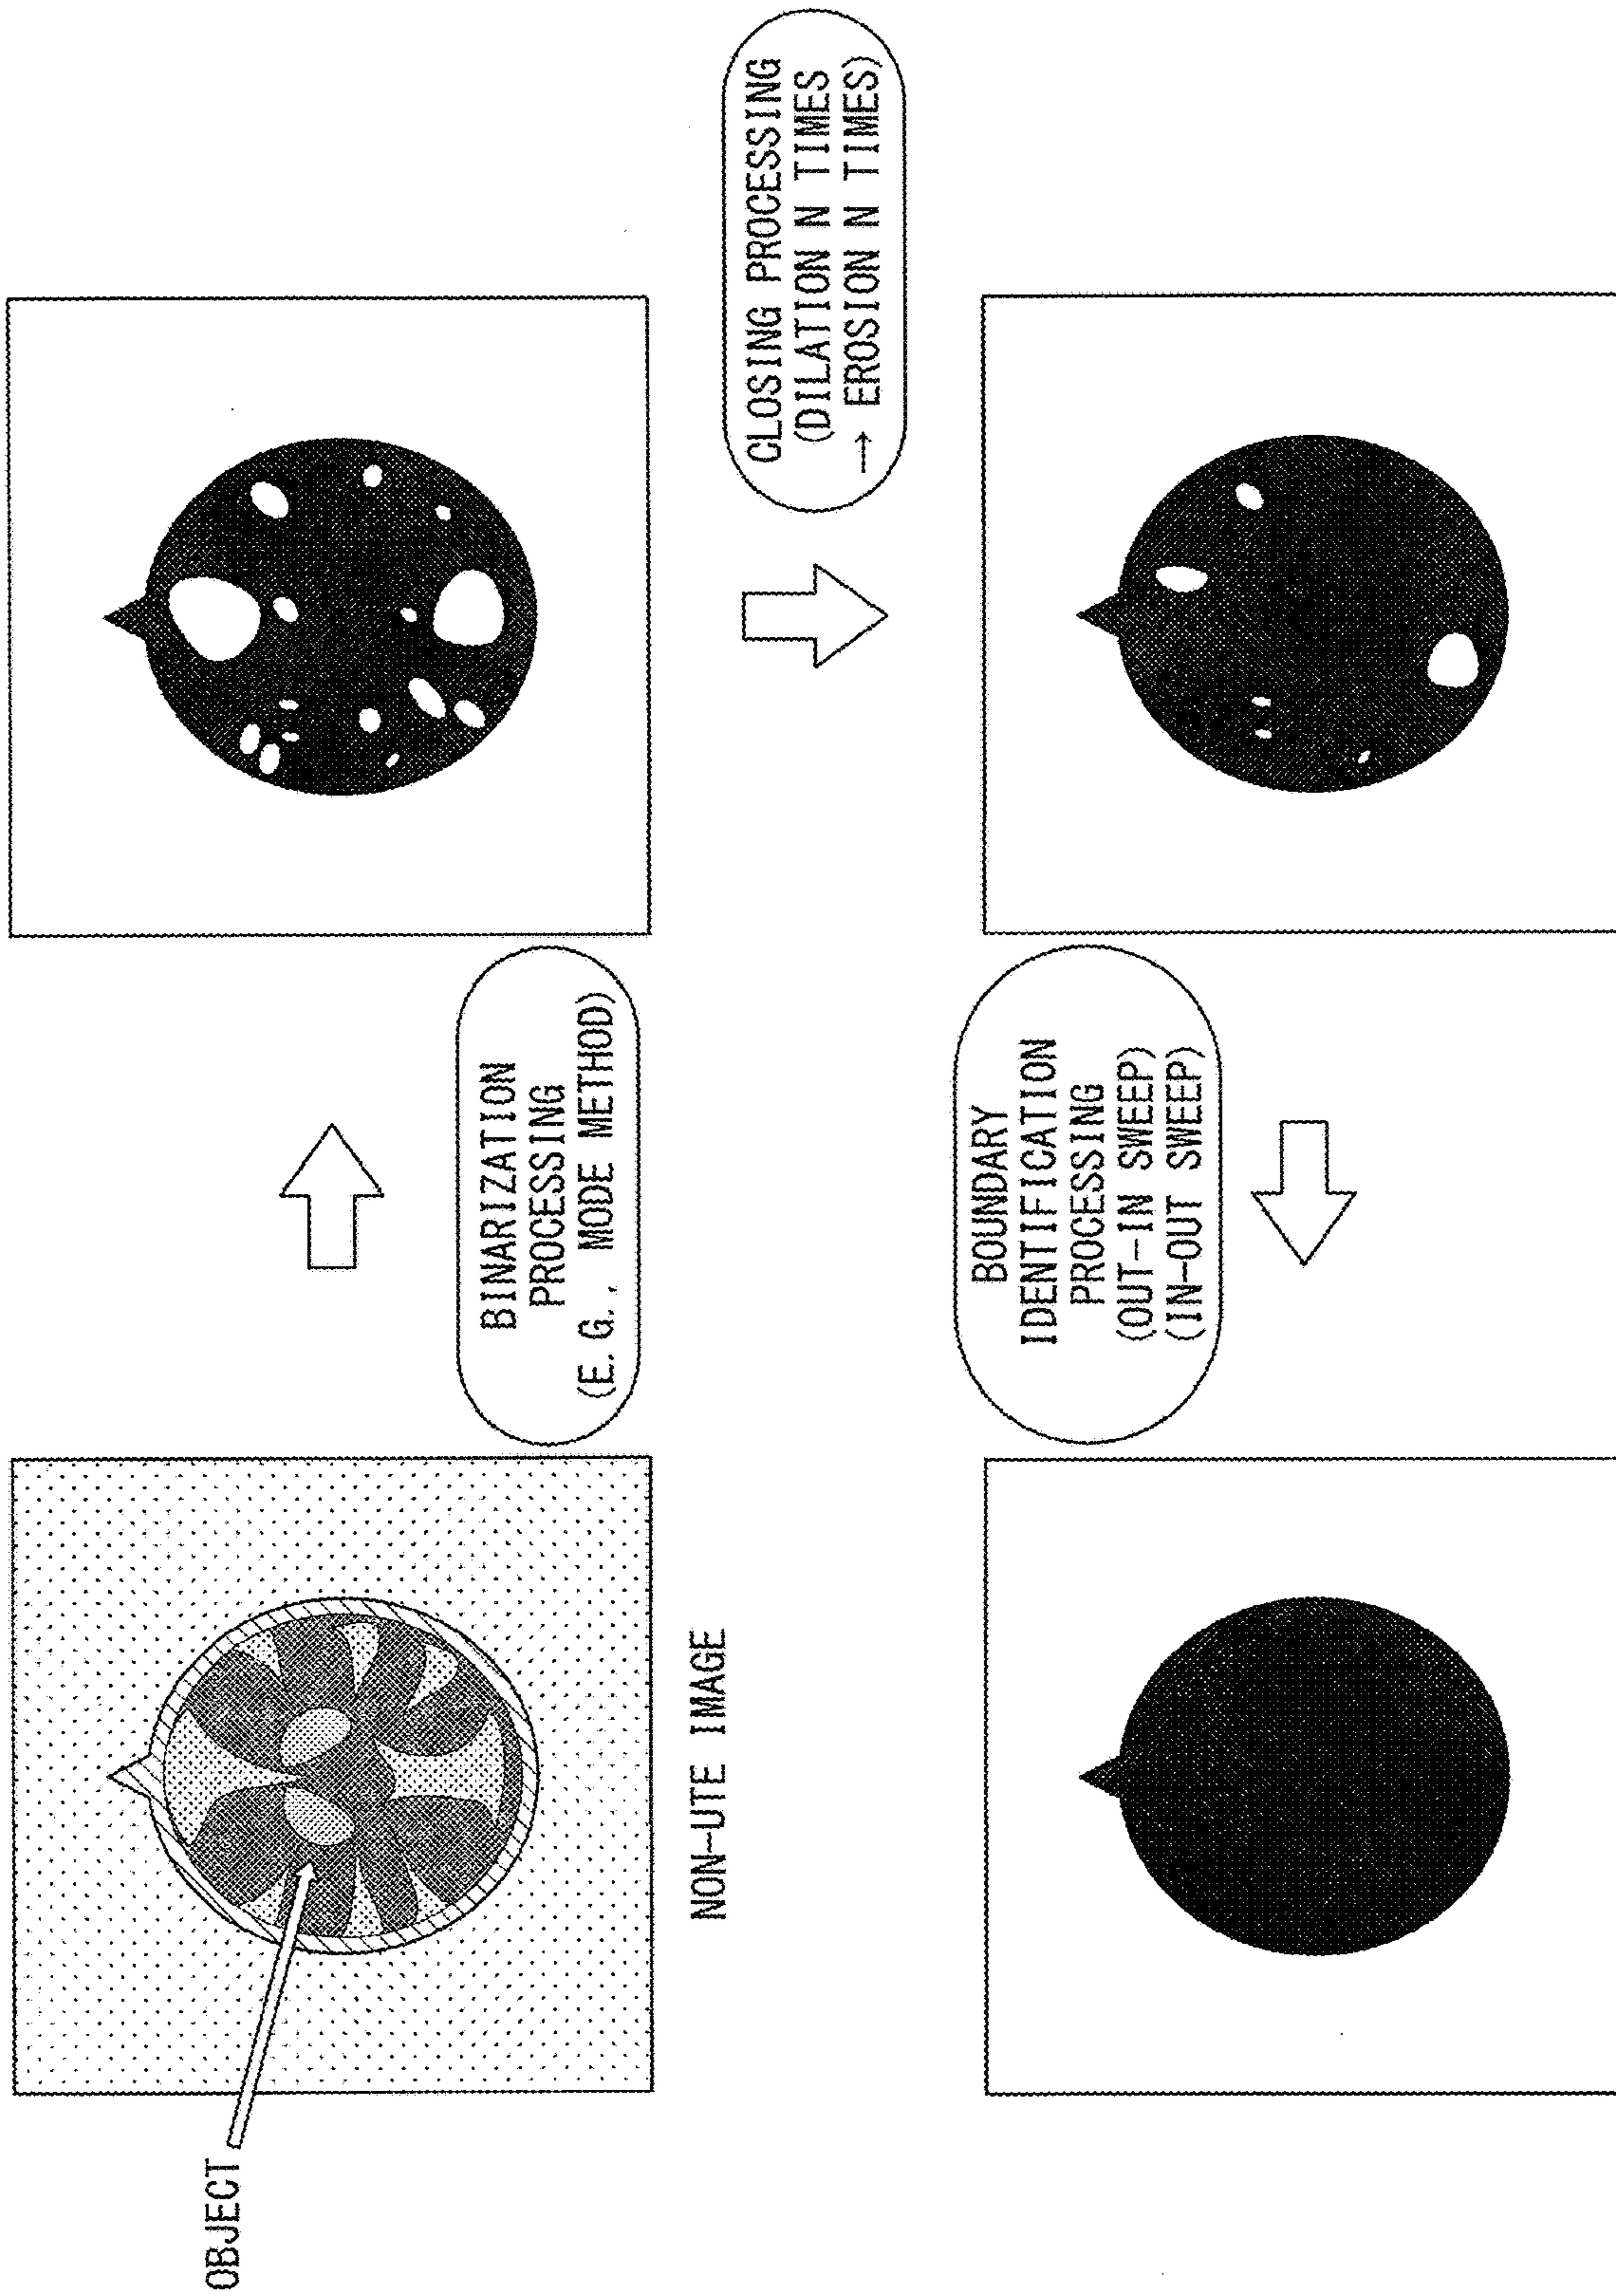 OBJECT
NON-UTE IMAGE
BINARIZATION
PROCESSING
(E. G. , MODE METHOD)
CLOSING PROCESSING
(DILATION N TIMES
→ EROSION N TIMES)
BOUNDARY
IDENTIFICATION
PROCESSING
(OUT-IN SWEEP)
(IN-OUT SWEEP)